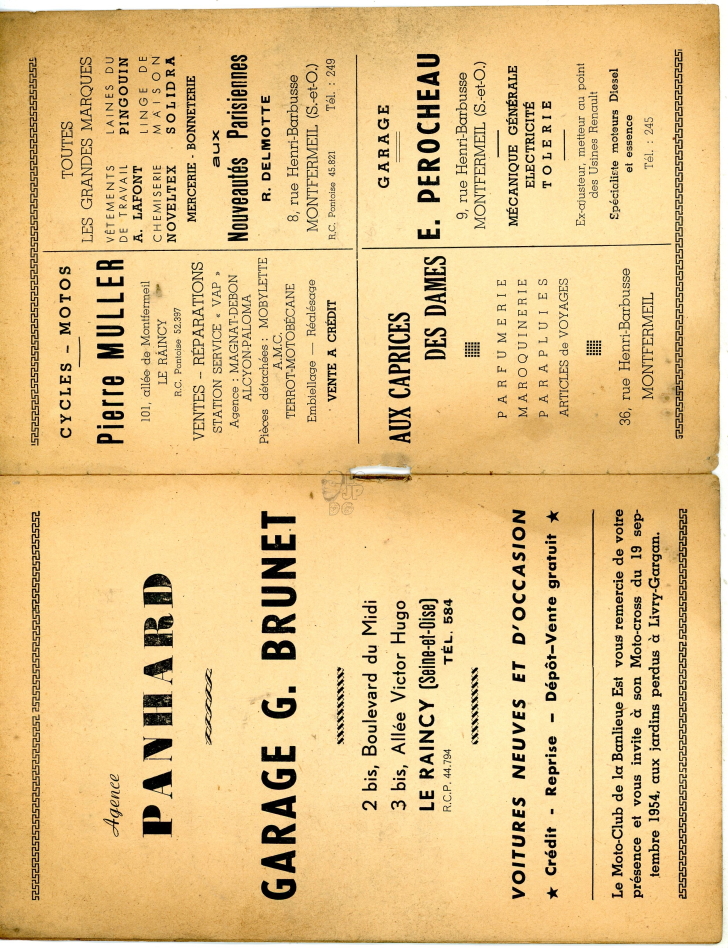 Agence
PANHARD
GARAGE G. BRUNET
2 bis, Boulevard du Midi
3 bis, Allée Victor Hugo
LE RAINCY (Seine-et-Oise)
R.C.P. 44.794
TÉL. 584
VOITURES NEUVES ET D'OCCASION
★ Crédit - Reprise - Dépôt-Vente gratuit ★
Le Moto-Club de la Banlieue Est vous remercie de votre
présence et vous invite à son Moto-cross du 19 sep-
tembre 1954, aux jardins perdus à Livry-Gargan.
CYCLES - MOTOS
Pierre MULLER
101, allée de Montfermeil
LE RAINCY
R.C. Pontoise 52.397
VENTES - RÉPARATIONS
STATION SERVICE « VAP »
Agence : MAGNAT-DEBON
ALCYON-PALOMA
Pièces détachées : MOBYLETTE
A.M.C.
TERROT-MOTOBÉCANE
Embiellage — Réalésage
VENTE A CRÉDIT
TOUTES
LES GRANDES MARQUES
VÊTEMENTS LAINES DU
DE TRAVAIL PINGOUIN
A. LAFONT LINGE DE
CHEMISERIE MAISON
NOVELTEX SOLIDRA
MERCERIE - BONNETERIE
aux
Nouveautés Parisiennes
R. DELMOTTE
8, rue Henri-Barbusse
MONTFERMEIL (S.-et-O.)
R.C. Pontoise 45.821 Tél. : 249
AUX CAPRICES
DES DAMES
PARFUMERIE
MAROQUINERIE
PARAPLUIES
ARTICLES de VOYAGES
36, rue Henri-Barbusse
MONTFERMEIL
GARAGE
E. PEROCHEAU
9, rue Henri-Barbusse
MONTFERMEIL (S.-et-O.)
MÉCANIQUE GÉNÉRALE
ELECTRICITÉ
TOLERIE
Ex-ajusteur, metteur au point
des Usines Renault
Spécialiste moteurs Diesel
et essence
Tél. : 245